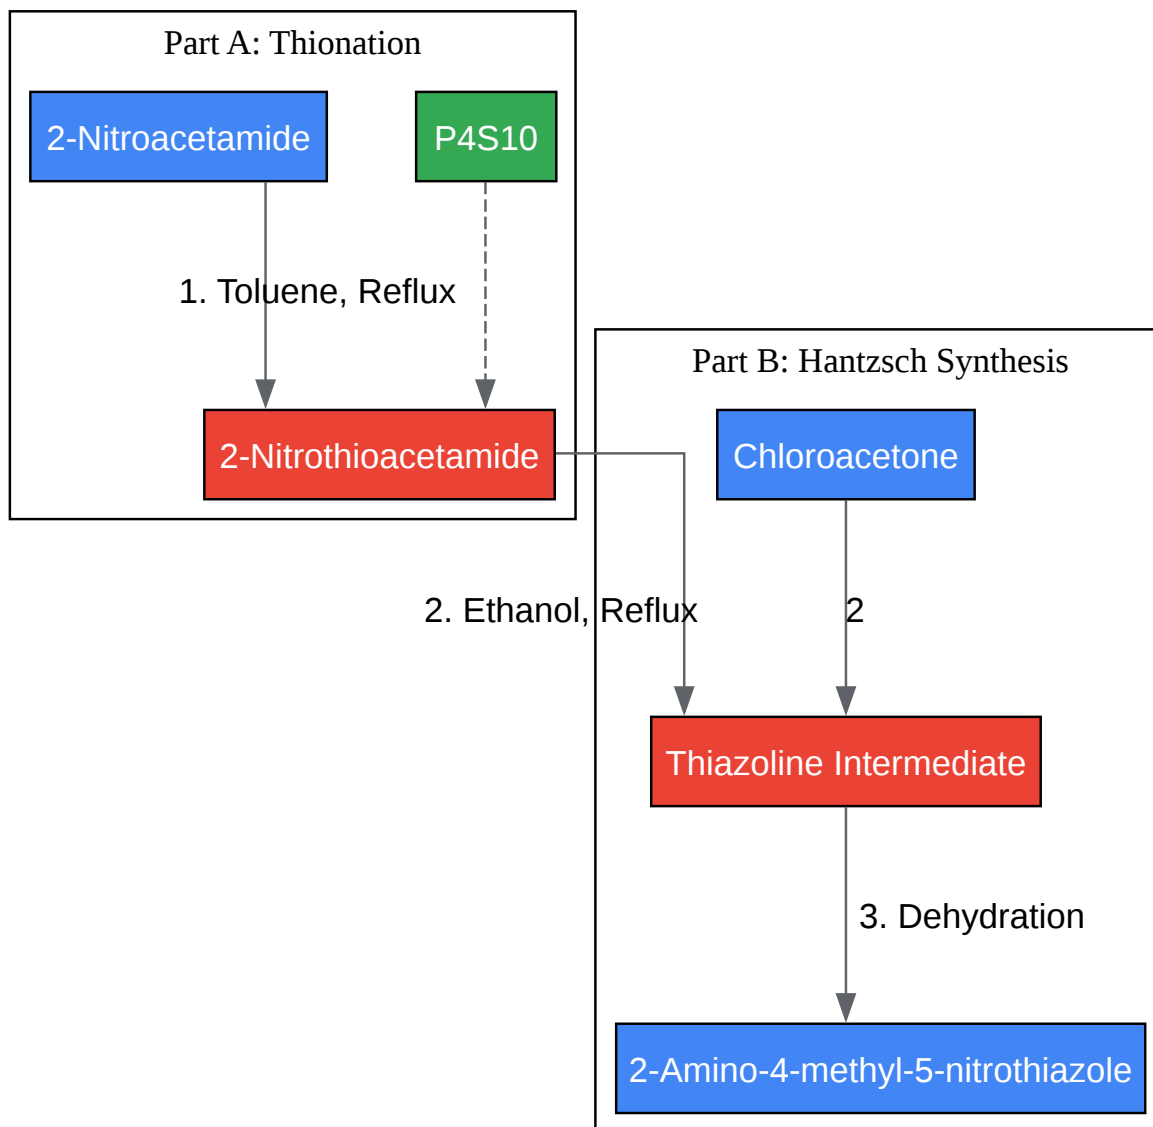 Part A: Thionation
2-Nitroacetamide
P4S10
1. Toluene, Reflux
2-Nitrothioacetamide
Part B: Hantzsch Synthesis
Chloroacetone
2. Ethanol, Reflux
2
Thiazoline Intermediate
3. Dehydration
2-Amino-4-methyl-5-nitrothiazole